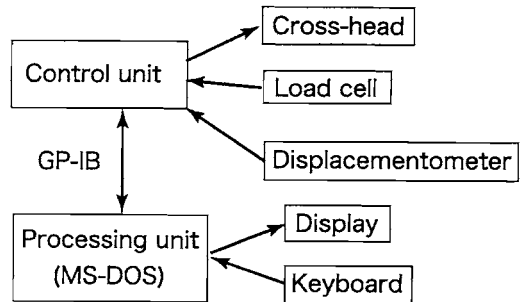 Cross-head
Control unit
Load cell
GP-IB
Displacementometer
Processing unit
(MS-DOS)
Display
Keyboard